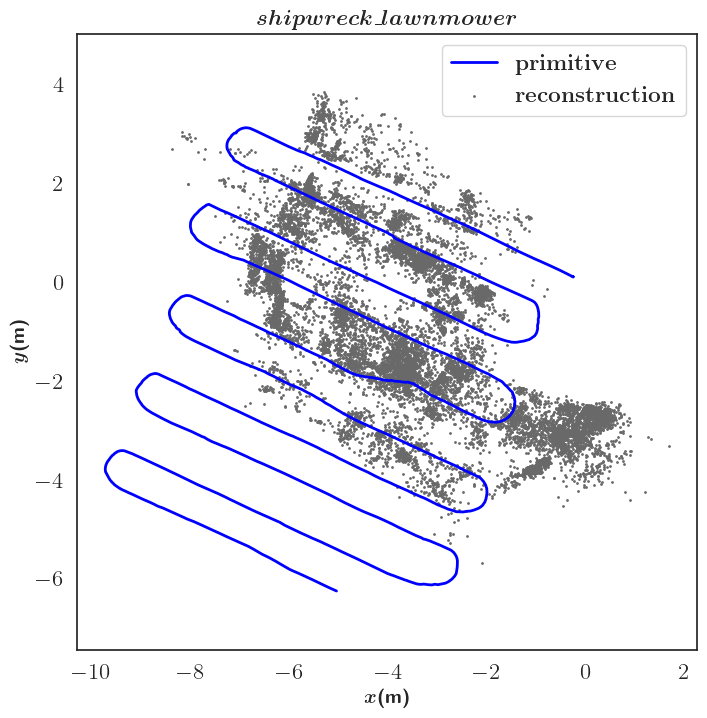 shipwreck_lawnmower
primitive
reconstruction
4
2
0
−2
−4
−6
y(m)
−10 −8 −6 −4 −2 0 2
x(m)